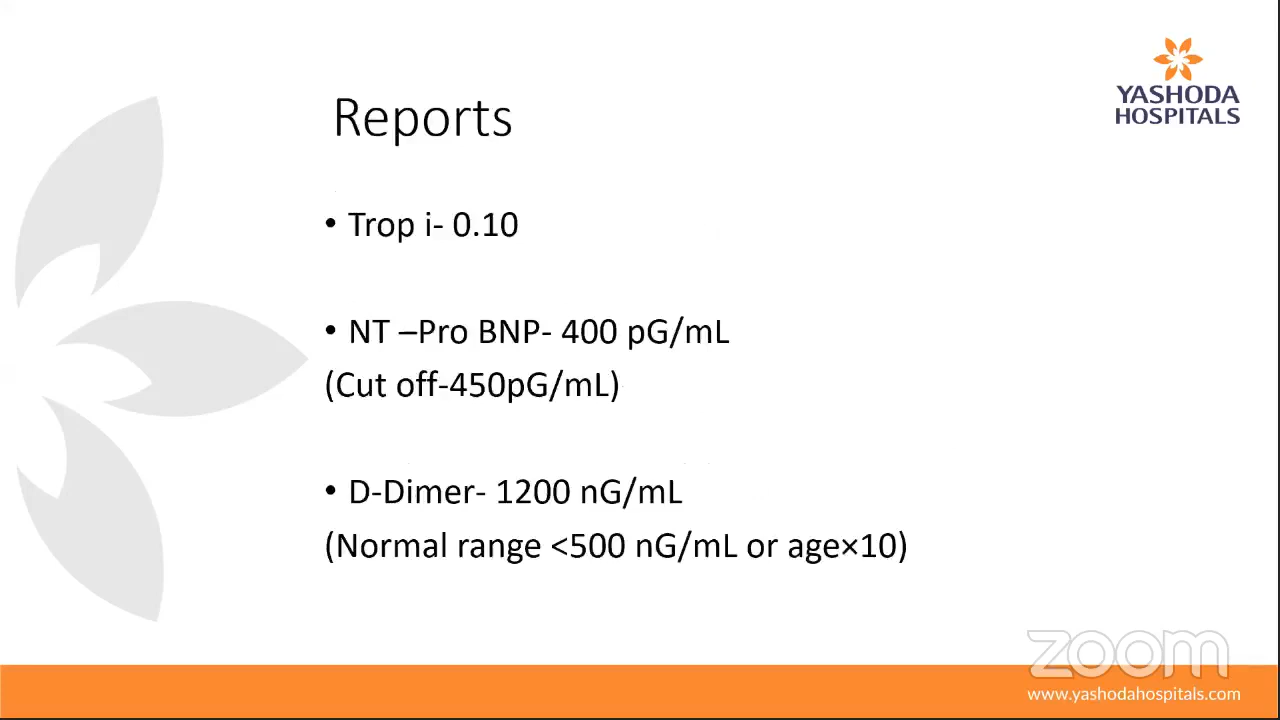 YASHODA
HOSPITALS
Reports
• Trop i- 0.10
• NT –Pro BNP- 400 pG/mL
(Cut off-450pG/mL)
• D-Dimer- 1200 nG/mL
(Normal range <500 nG/mL or age×10)
zoom
www.yashodahospitals.com